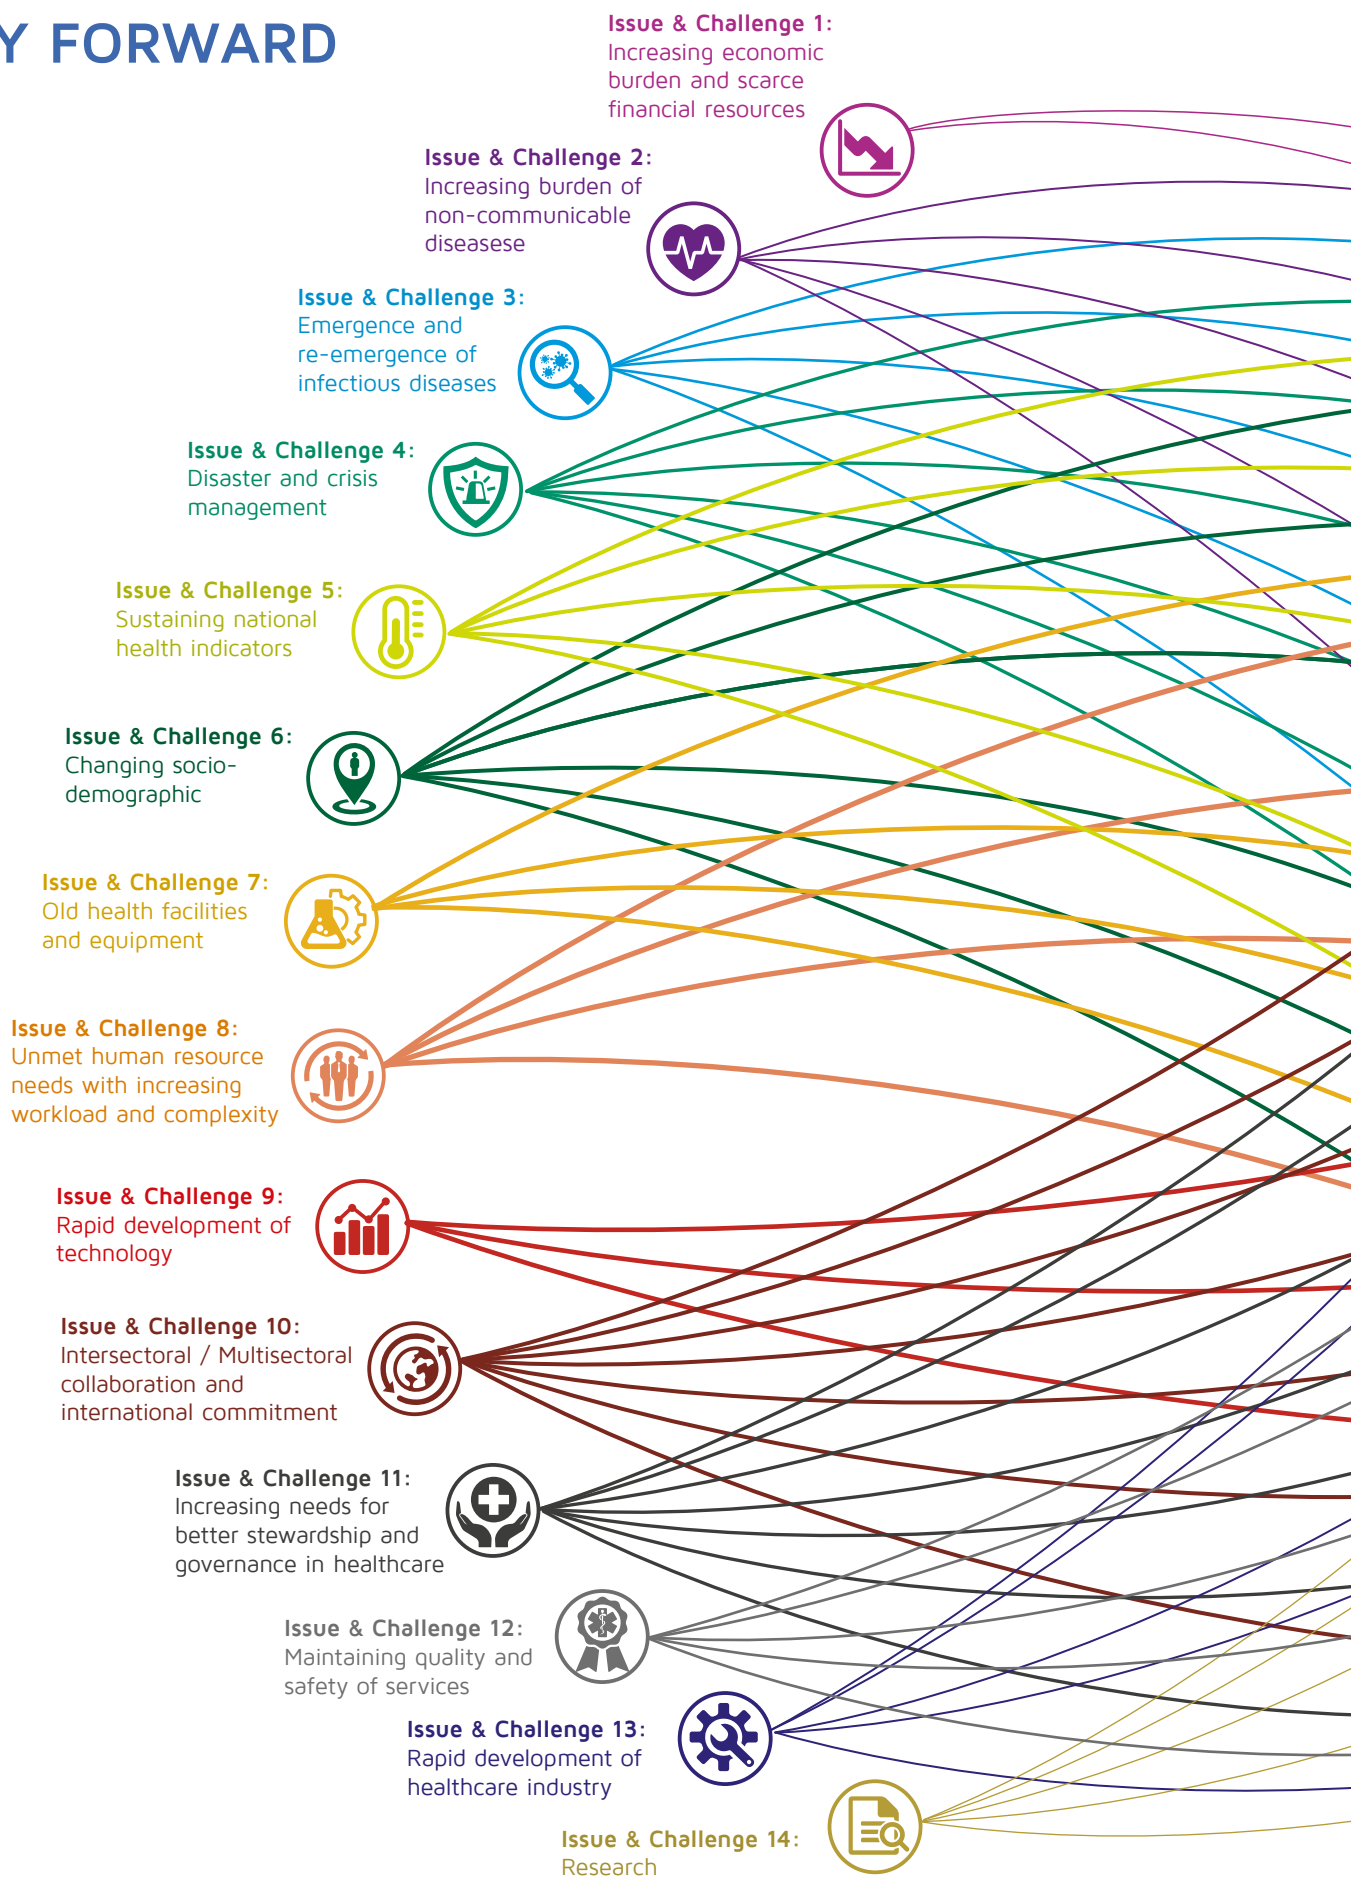 Y FORWARD
Issue & Challenge 1:
Increasing economic
burden and scarce
financial resources
Issue & Challenge 2:
Increasing burden of
non-communicable
diseasese
Issue & Challenge 3:
Emergence and
re-emergence of
infectious diseases
Issue & Challenge 4:
Disaster and crisis
management
Issue & Challenge 5:
Sustaining national
health indicators
Issue & Challenge 6:
Changing socio-
demographic
Issue & Challenge 7:
Old health facilities
and equipment
Issue & Challenge 8:
Unmet human resource
needs with increasing
workload and complexity
Issue & Challenge 9:
Rapid development of
technology
Issue & Challenge 10:
Intersectoral / Multisectoral
collaboration and
international commitment
Issue & Challenge 11:
Increasing needs for
better stewardship and
governance in healthcare
Issue & Challenge 12:
Maintaining quality and
safety of services
Issue & Challenge 13:
Rapid development of
healthcare industry
Issue & Challenge 14:
Research